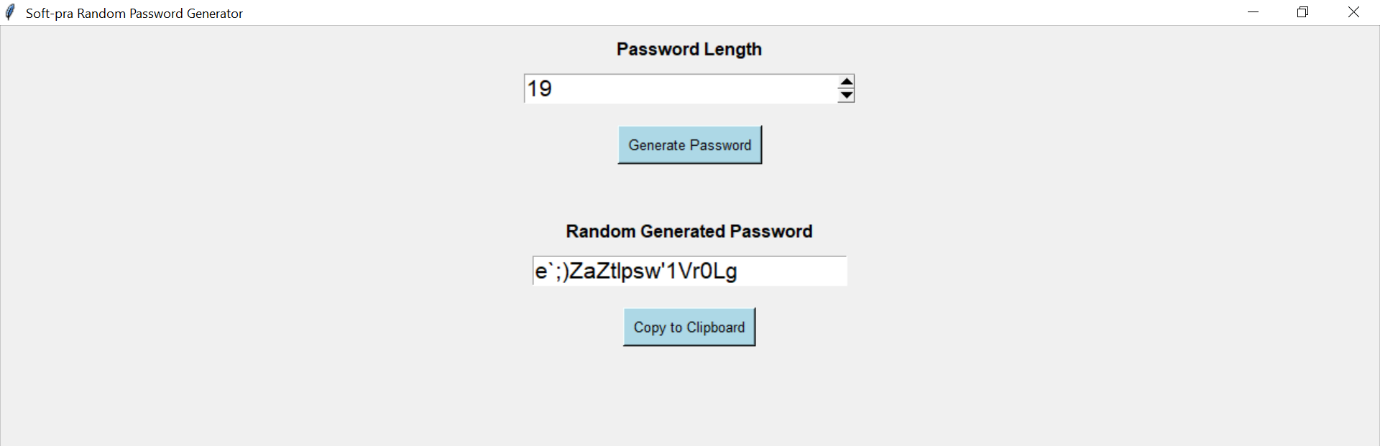 Soft-pra Random Password Generator
Password Length
19
Generate Password
Random Generated Password
e`;)ZaZtlpsw'1Vr0Lg
Copy to Clipboard